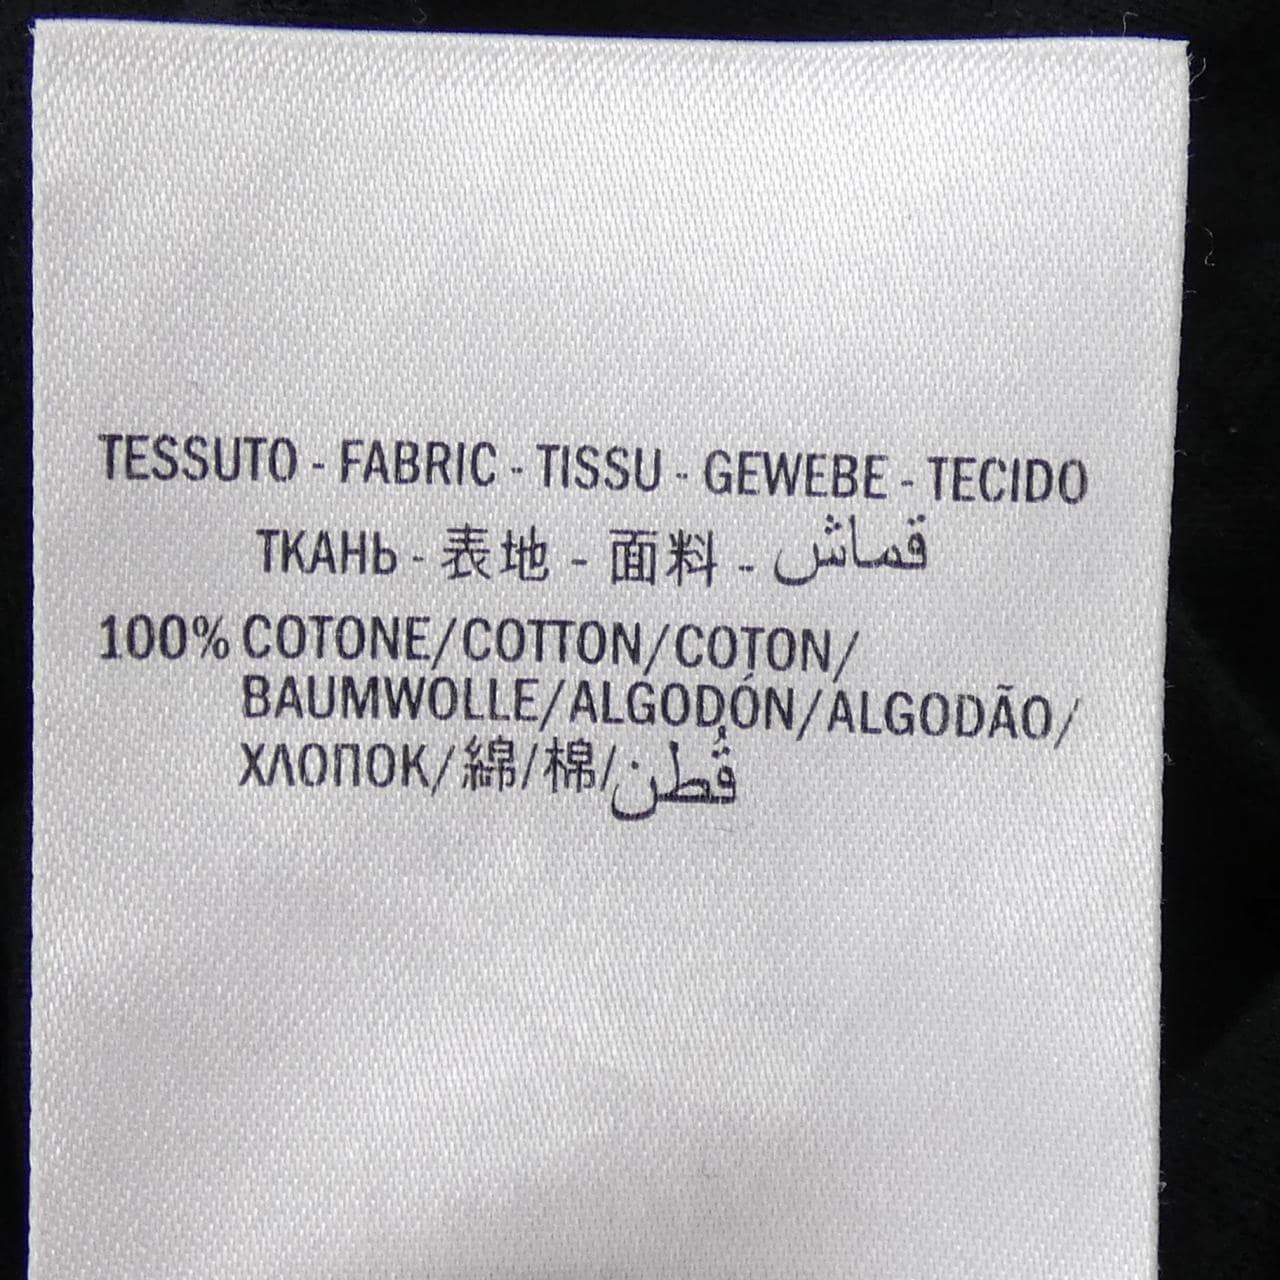 TESSUTO - FABRIC - TISSU - GEWEBE - TECIDO
ТКАНЬ - 表地 - 面料 - قماش
100% COTONE/COTTON/COTON/
BAUMWOLLE/ALGODÓN/ALGODÃO/
ХЛОПОК/綿/棉/قُطن